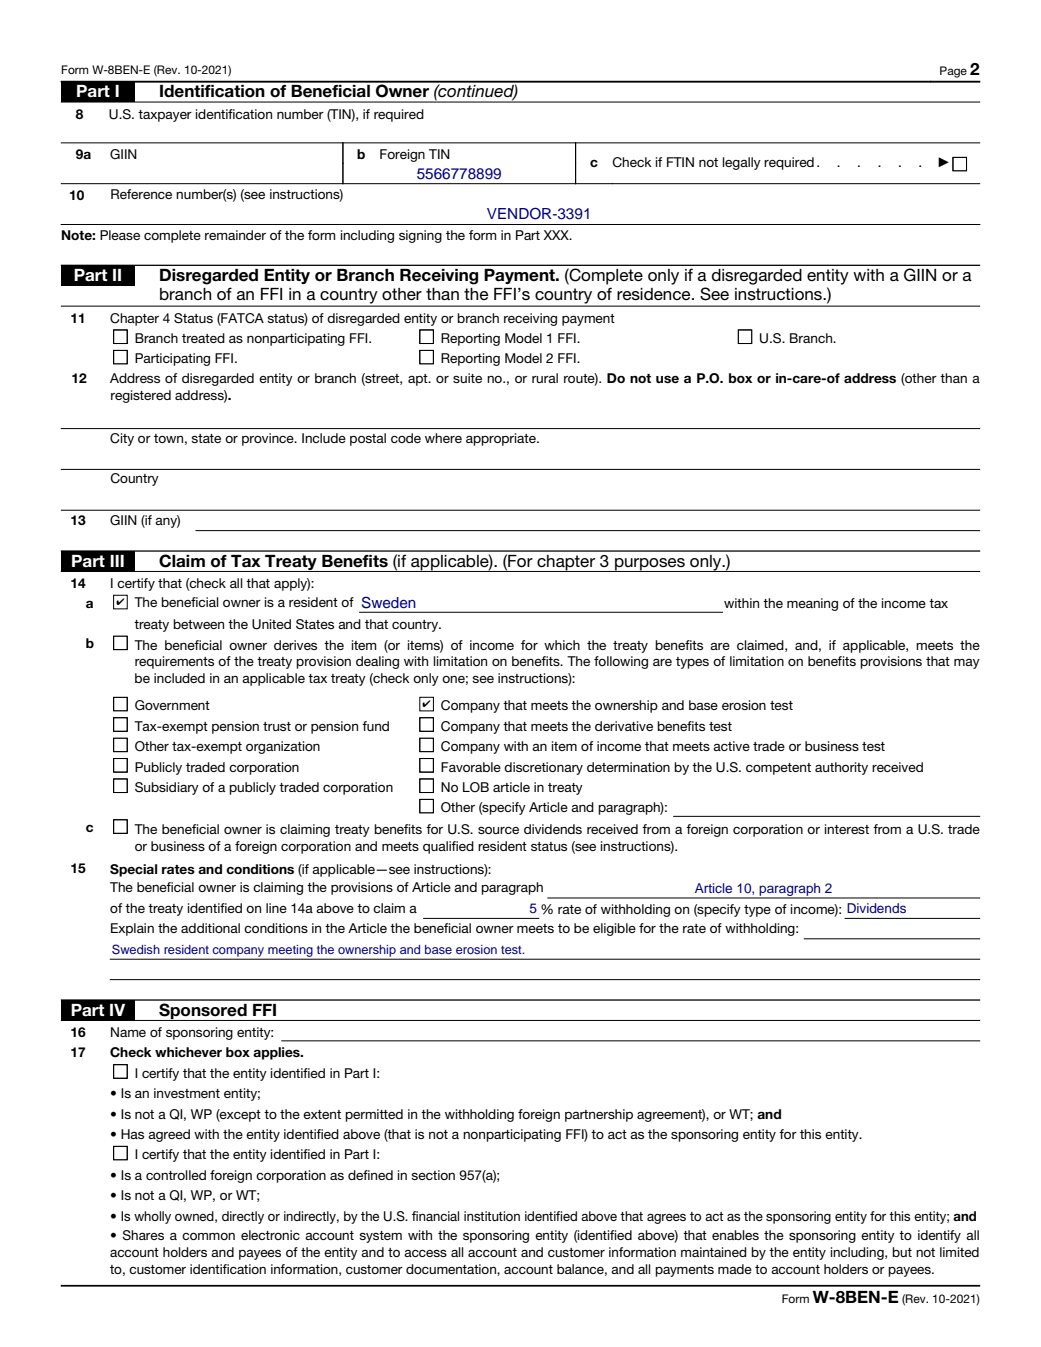 Form W-8BEN-E (Rev. 10-2021) Page 2
Part I Identification of Beneficial Owner (continued)
8 U.S. taxpayer identification number (TIN), if required
9a GIIN b Foreign TIN c Check if FTIN not legally required . . . . . . ▶
5566778899
10 Reference number(s) (see instructions)
VENDOR-3391
Note: Please complete remainder of the form including signing the form in Part XXX.
Part II Disregarded Entity or Branch Receiving Payment. (Complete only if a disregarded entity with a GIIN or a
branch of an FFI in a country other than the FFI's country of residence. See instructions.)
11 Chapter 4 Status (FATCA status) of disregarded entity or branch receiving payment
Branch treated as nonparticipating FFI. Reporting Model 1 FFI. U.S. Branch.
Participating FFI. Reporting Model 2 FFI.
12 Address of disregarded entity or branch (street, apt. or suite no., or rural route). Do not use a P.O. box or in-care-of address (other than a
registered address).
City or town, state or province. Include postal code where appropriate.
Country
13 GIIN (if any)
Part III Claim of Tax Treaty Benefits (if applicable). (For chapter 3 purposes only.)
14 I certify that (check all that apply):
a ✔ The beneficial owner is a resident of Sweden within the meaning of the income tax
treaty between the United States and that country.
b The beneficial owner derives the item (or items) of income for which the treaty benefits are claimed, and, if applicable, meets the
requirements of the treaty provision dealing with limitation on benefits. The following are types of limitation on benefits provisions that may
be included in an applicable tax treaty (check only one; see instructions):
Government ✔ Company that meets the ownership and base erosion test
Tax-exempt pension trust or pension fund Company that meets the derivative benefits test
Other tax-exempt organization Company with an item of income that meets active trade or business test
Publicly traded corporation Favorable discretionary determination by the U.S. competent authority received
Subsidiary of a publicly traded corporation No LOB article in treaty
Other (specify Article and paragraph):
c The beneficial owner is claiming treaty benefits for U.S. source dividends received from a foreign corporation or interest from a U.S. trade
or business of a foreign corporation and meets qualified resident status (see instructions).
15 Special rates and conditions (if applicable—see instructions):
The beneficial owner is claiming the provisions of Article and paragraph Article 10, paragraph 2
of the treaty identified on line 14a above to claim a 5 % rate of withholding on (specify type of income): Dividends
Explain the additional conditions in the Article the beneficial owner meets to be eligible for the rate of withholding:
Swedish resident company meeting the ownership and base erosion test.
Part IV Sponsored FFI
16 Name of sponsoring entity:
17 Check whichever box applies.
I certify that the entity identified in Part I:
• Is an investment entity;
• Is not a QI, WP (except to the extent permitted in the withholding foreign partnership agreement), or WT; and
• Has agreed with the entity identified above (that is not a nonparticipating FFI) to act as the sponsoring entity for this entity.
I certify that the entity identified in Part I:
• Is a controlled foreign corporation as defined in section 957(a);
• Is not a QI, WP, or WT;
• Is wholly owned, directly or indirectly, by the U.S. financial institution identified above that agrees to act as the sponsoring entity for this entity; and
• Shares a common electronic account system with the sponsoring entity (identified above) that enables the sponsoring entity to identify all
account holders and payees of the entity and to access all account and customer information maintained by the entity including, but not limited
to, customer identification information, customer documentation, account balance, and all payments made to account holders or payees.
Form W-8BEN-E (Rev. 10-2021)